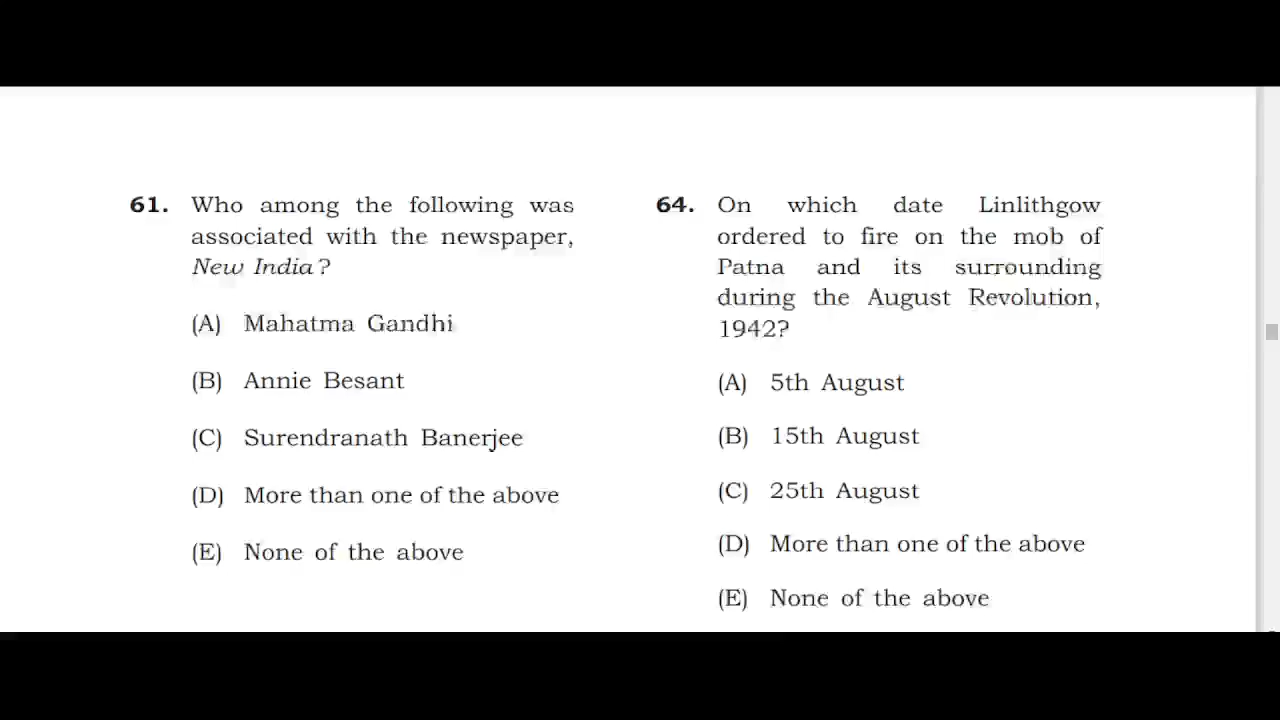 61. Who among the following was
associated with the newspaper,
New India?
(A) Mahatma Gandhi
(B) Annie Besant
(C) Surendranath Banerjee
(D) More than one of the above
(E) None of the above
64. On which date Linlithgow
ordered to fire on the mob of
Patna and its surrounding
during the August Revolution,
1942?
(A) 5th August
(B) 15th August
(C) 25th August
(D) More than one of the above
(E) None of the above